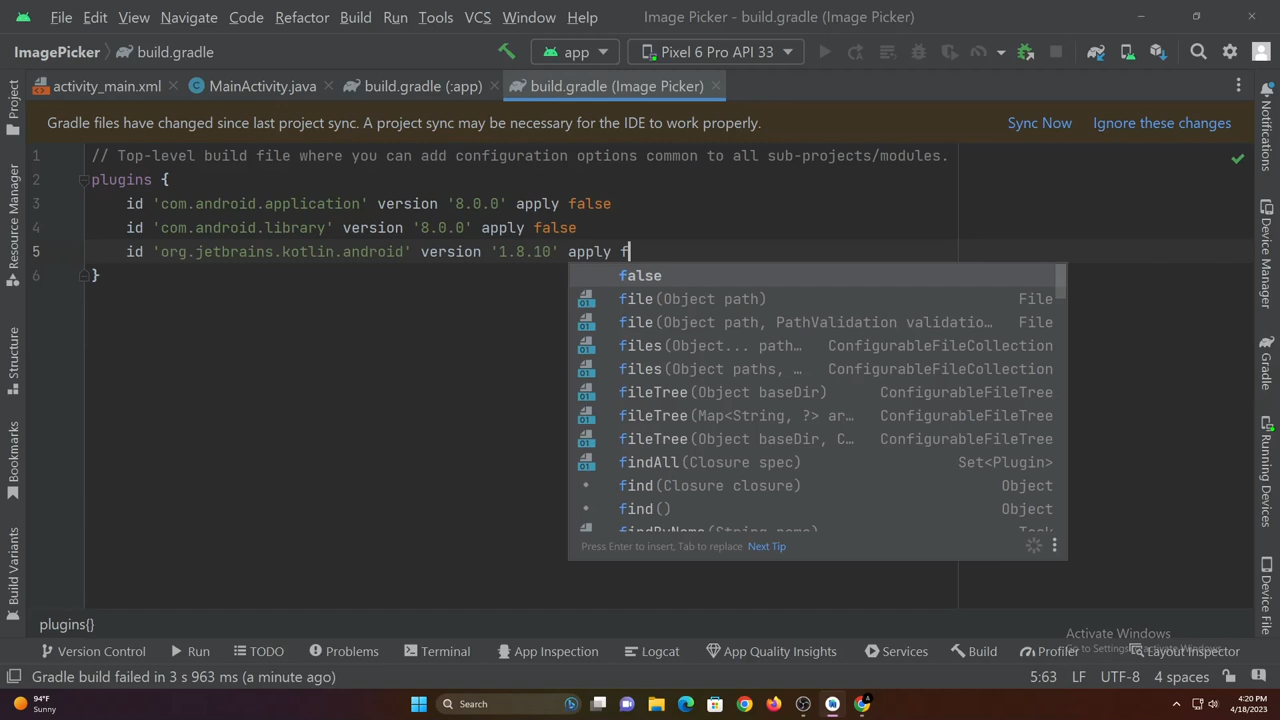 File Edit View Navigate Code Refactor Build Run Tools VCS Window Help Image Picker - build.gradle (Image Picker)
ImagePicker build.gradle app Pixel 6 Pro API 33
activity_main.xml MainActivity.java build.gradle (:app) build.gradle (Image Picker)
Gradle files have changed since last project sync. A project sync may be necessary for the IDE to work properly. Sync Now Ignore these changes
1 // Top-level build file where you can add configuration options common to all sub-projects/modules.
2 plugins {
3 id 'com.android.application' version '8.0.0' apply false
4 id 'com.android.library' version '8.0.0' apply false
5 id 'org.jetbrains.kotlin.android' version '1.8.10' apply f
6 }
false
file(Object path) File
file(Object path, PathValidation validatio… File
files(Object... path… ConfigurableFileCollection
files(Object paths, … ConfigurableFileCollection
fileTree(Object baseDir) ConfigurableFileTree
fileTree(Map<String, ?> ar… ConfigurableFileTree
fileTree(Object baseDir, C… ConfigurableFileTree
findAll(Closure spec) Set<Plugin>
find(Closure closure) Object
find() Object
findByName(String name) Task
Press Enter to insert, Tab to replace Next Tip
Project
Resource Manager
Structure
Bookmarks
Build Variants
Notifications
Device Manager
Gradle
Running Devices
Device File
plugins{}
Activate Windows
Go to Settings to activate Windows.
Version Control Run TODO Problems Terminal App Inspection Logcat App Quality Insights Services Build Profiler Layout Inspector
Gradle build failed in 3 s 963 ms (a minute ago) 5:63 LF UTF-8 4 spaces
94°F
Sunny
Search
4:20 PM
4/18/2023